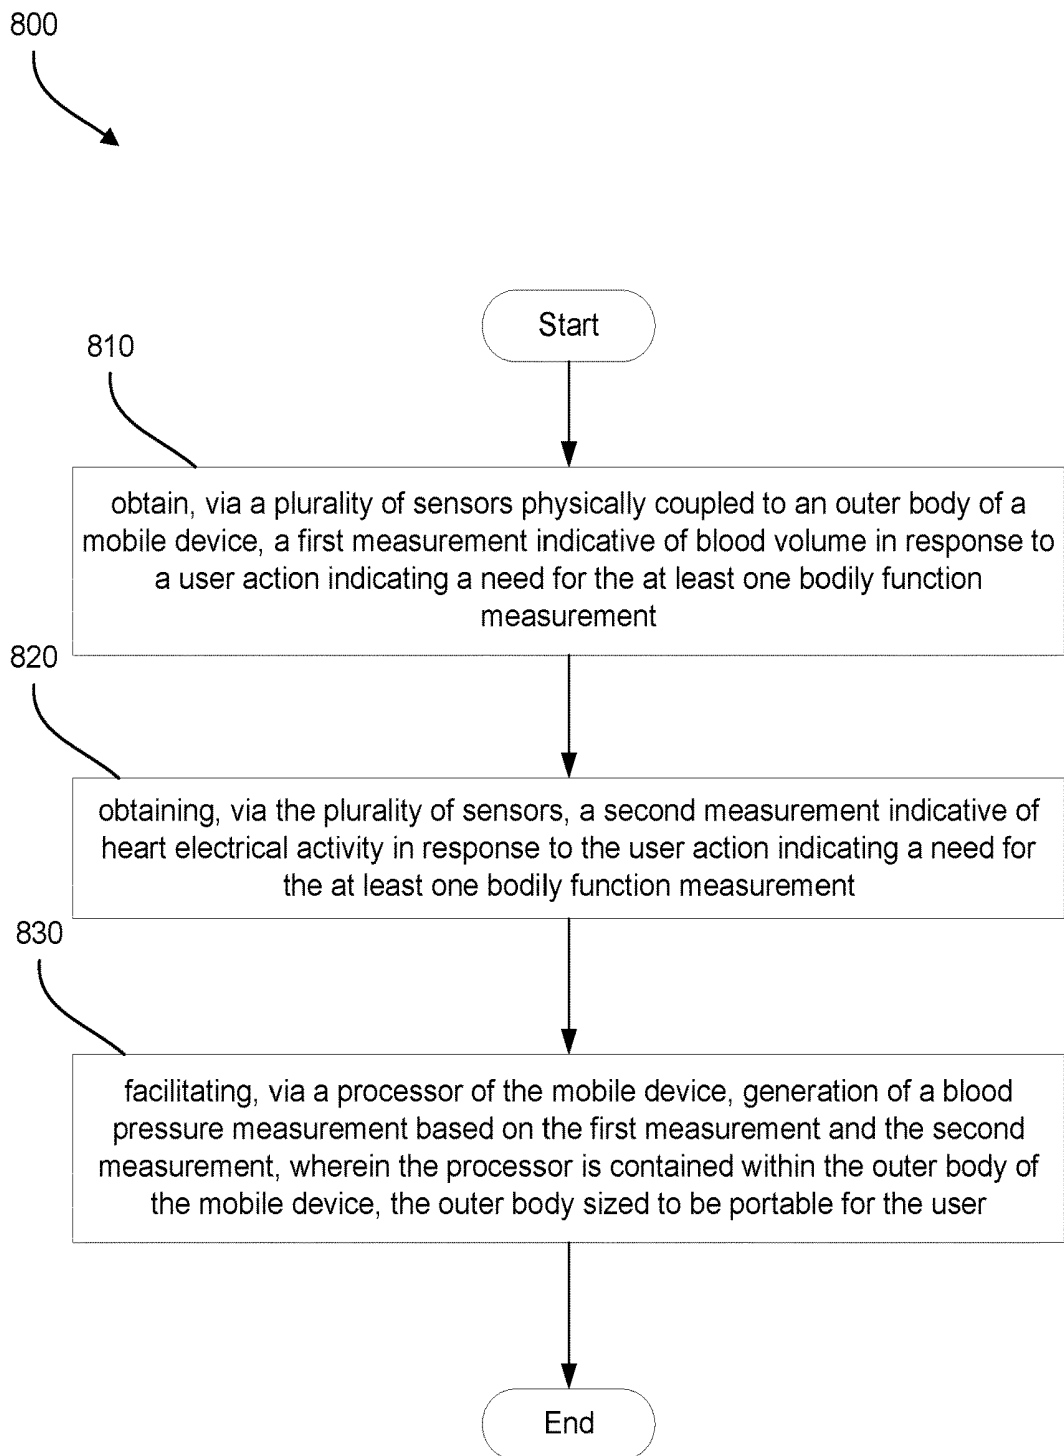 800
Start
810
obtain, via a plurality of sensors physically coupled to an outer body of a
mobile device, a first measurement indicative of blood volume in response to
a user action indicating a need for the at least one bodily function
measurement
820
obtaining, via the plurality of sensors, a second measurement indicative of
heart electrical activity in response to the user action indicating a need for
the at least one bodily function measurement
830
facilitating, via a processor of the mobile device, generation of a blood
pressure measurement based on the first measurement and the second
measurement, wherein the processor is contained within the outer body of
the mobile device, the outer body sized to be portable for the user
End